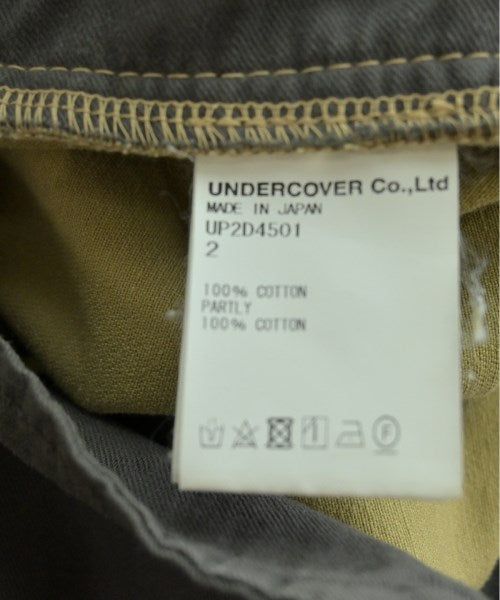 UNDERCOVER Co.,Ltd
MADE IN JAPAN
UP2D4501
2
100% COTTON
PARTLY
100% COTTON
F